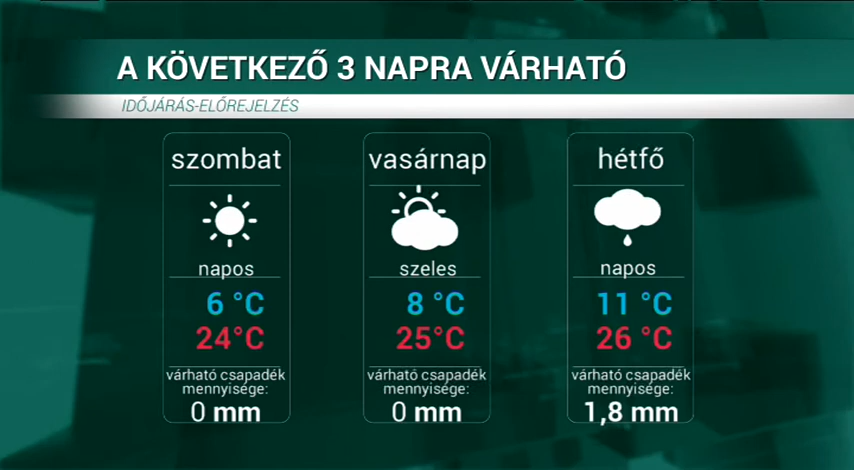 A KÖVETKEZŐ 3 NAPRA VÁRHATÓ
IDŐJÁRÁS-ELŐREJELZÉS
szombat
napos
6 °C
24°C
várható csapadék
mennyisége:
0 mm
vasárnap
szeles
8 °C
25°C
várható csapadék
mennyisége:
0 mm
hétfő
napos
11 °C
26 °C
várható csapadék
mennyisége:
1,8 mm